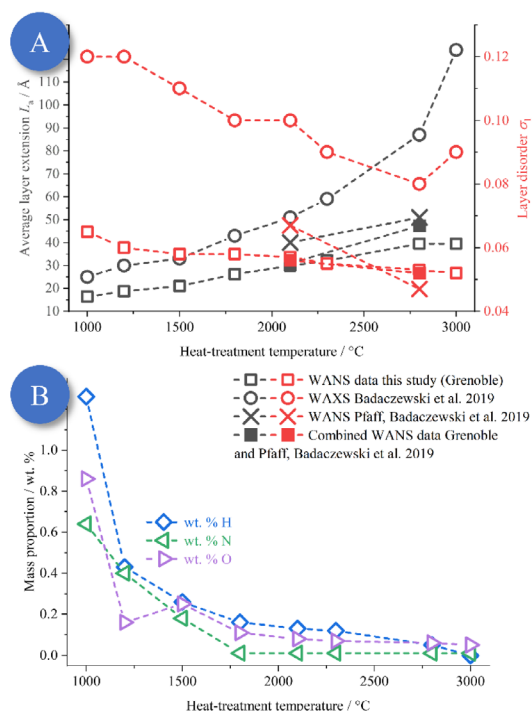 A
120
110
100
90
80
70
60
50
40
30
20
10
Average layer extension La / Å
0.12
0.10
0.08
0.06
0.04
Layer disorder σ1
1000 1500 2000 2500 3000
Heat-treatment temperature / °C
WANS data this study (Grenoble)
WAXS Badaczewski et al. 2019
WANS Pfaff, Badaczewski et al. 2019
Combined WANS data Grenoble
and Pfaff, Badaczewski et al. 2019
B
1.0
0.8
0.6
0.4
0.2
0.0
Mass proportion / wt. %
wt. % H
wt. % N
wt. % O
1000 1500 2000 2500 3000
Heat-treatment temperature / °C